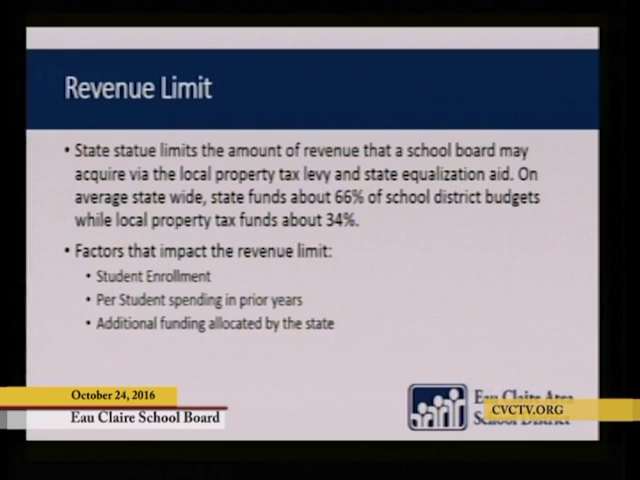 Revenue Limit
• State statue limits the amount of revenue that a school board may
acquire via the local property tax levy and state equalization aid. On
average state wide, state funds about 66% of school district budgets
while local property tax funds about 34%.
• Factors that impact the revenue limit:
• Student Enrollment
• Per Student spending in prior years
• Additional funding allocated by the state
October 24, 2016
Eau Claire School Board
Eau Claire Area
School District
CVCTV.ORG